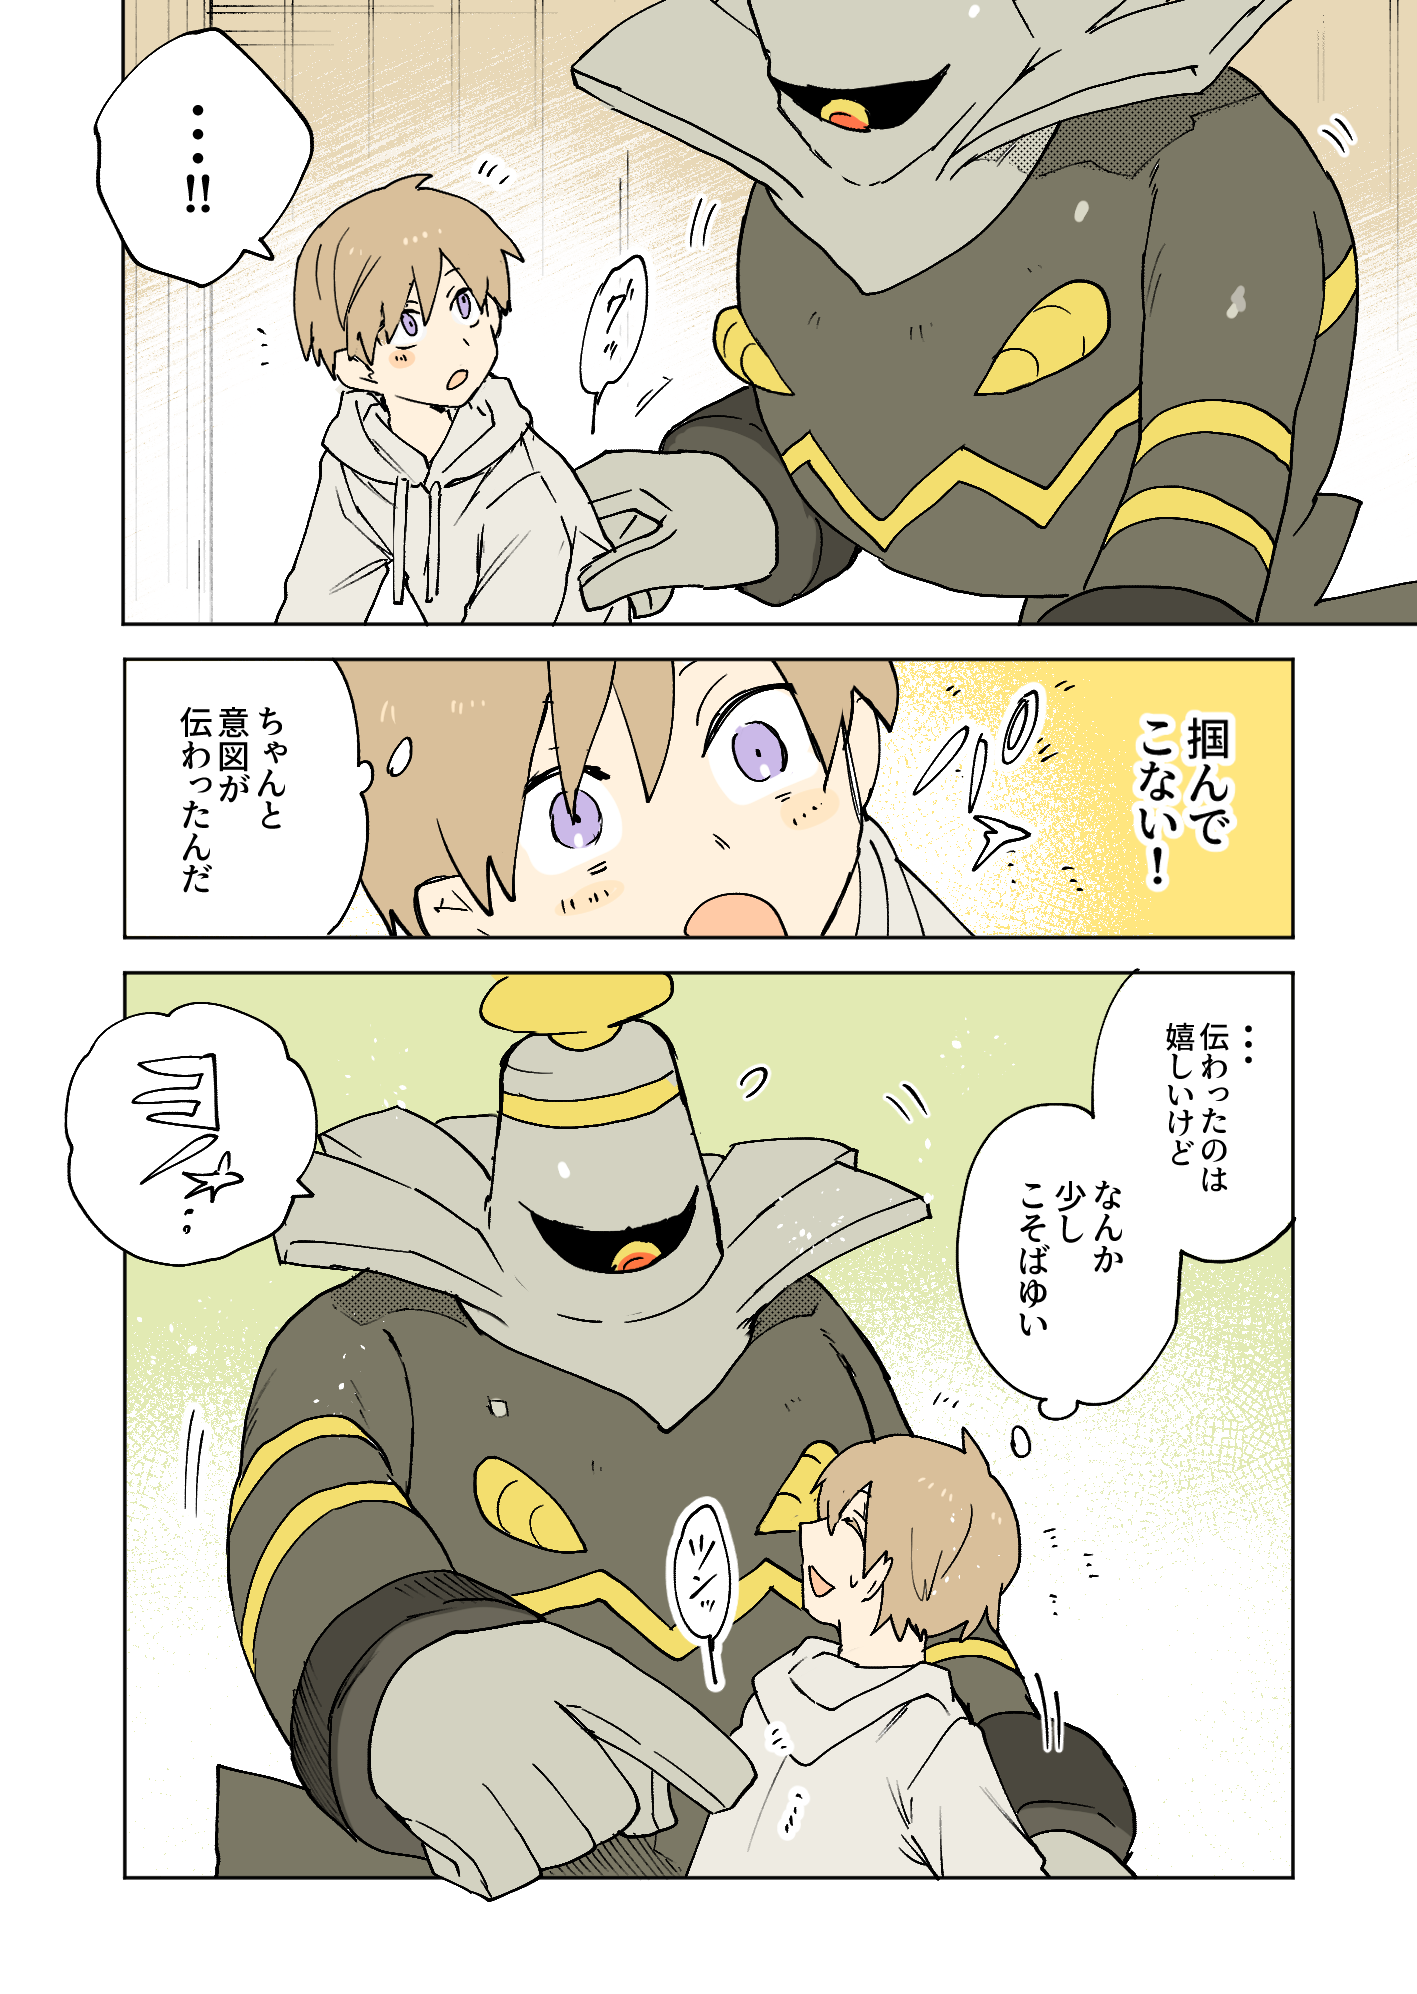 ・・・!!
掴んで
こない！
ちゃんと
意図が
伝わったんだ
・・・
伝わったのは
嬉しいけど
なんか
少し
こそばゆい
ツン